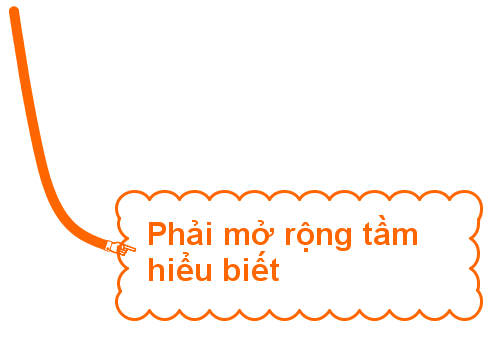 Phải mở rộng tầm
hiểu biết